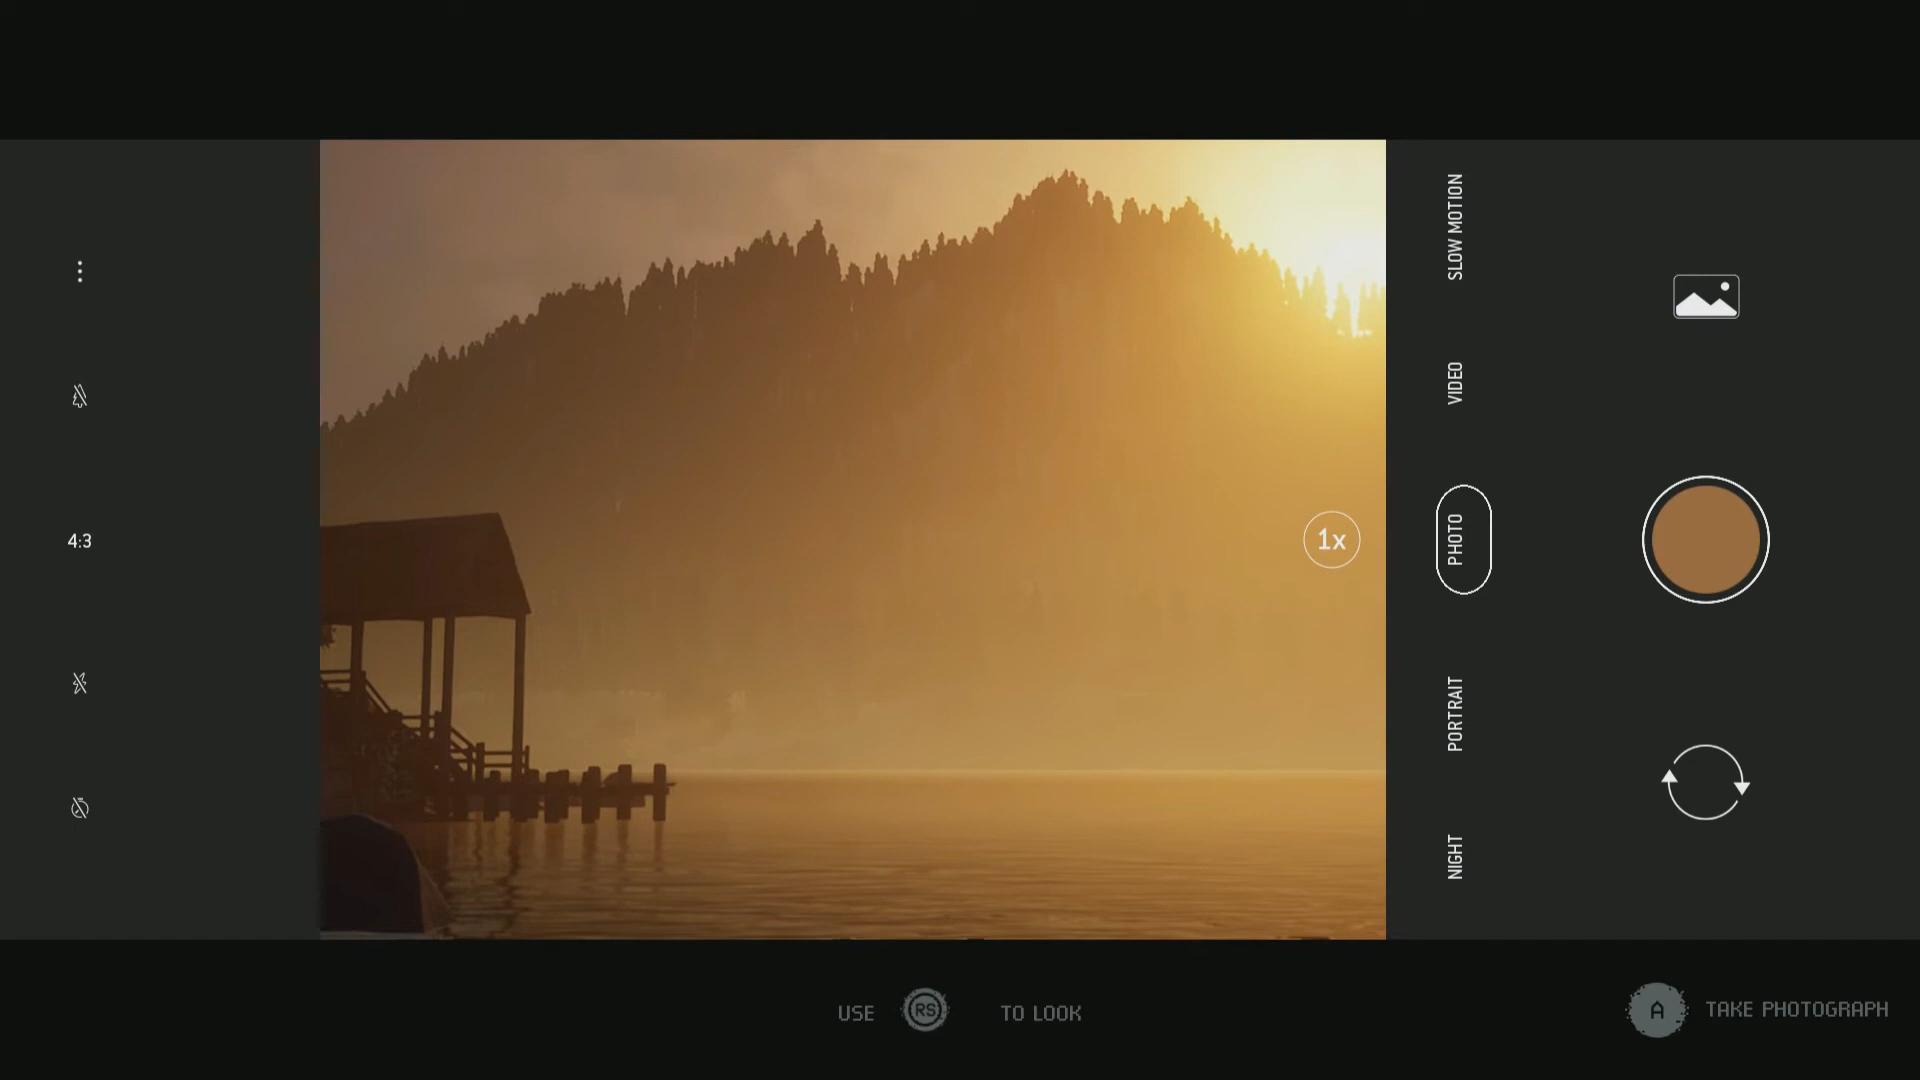 4:3
1x
SLOW MOTION
VIDEO
PHOTO
PORTRAIT
NIGHT
USE RS TO LOOK
A TAKE PHOTOGRAPH